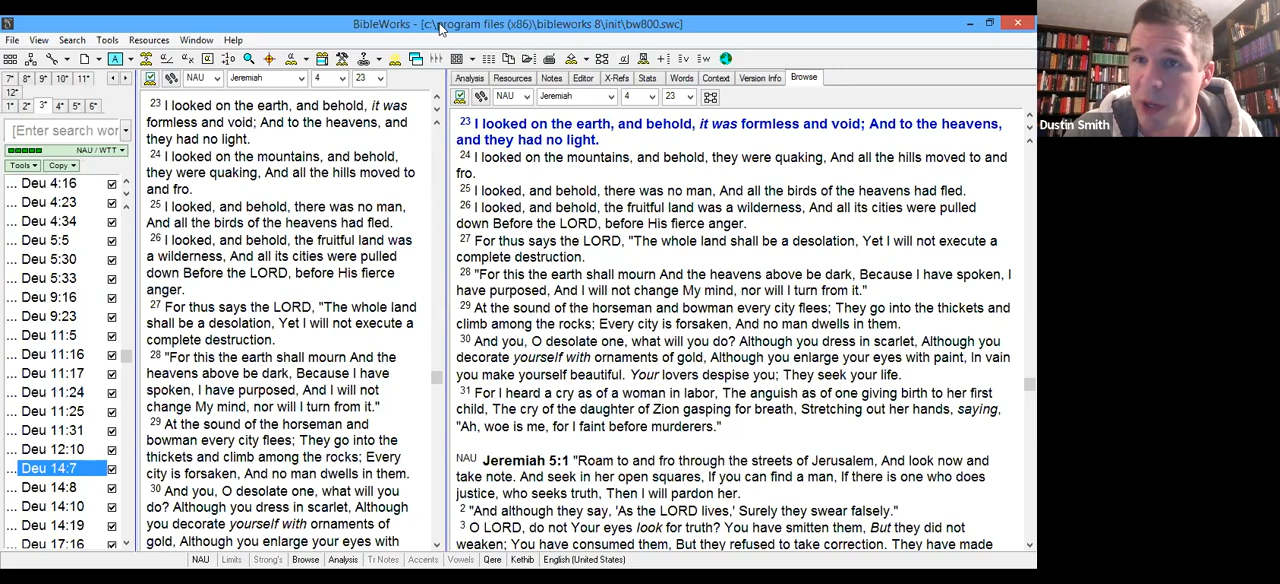 BibleWorks - [c:\program files (x86)\bibleworks 8\init\bw800.swc]
File View Search Tools Resources Window Help
7* 8* 9* 10* 11*
12*
1* 2* 3* 4* 5* 6*
[Enter search wor
NAU / WTT
Tools Copy
... Deu 4:16
... Deu 4:23
... Deu 4:34
... Deu 5:5
... Deu 5:30
... Deu 5:33
... Deu 9:16
... Deu 9:23
... Deu 11:5
... Deu 11:16
... Deu 11:17
... Deu 11:24
... Deu 11:25
... Deu 11:31
... Deu 12:10
... Deu 14:7
... Deu 14:8
... Deu 14:10
... Deu 14:19
... Deu 17:16
NAU Jeremiah 4 23
23 I looked on the earth, and behold, it was
formless and void; And to the heavens, and
they had no light.
24 I looked on the mountains, and behold,
they were quaking, And all the hills moved to
and fro.
25 I looked, and behold, there was no man,
And all the birds of the heavens had fled.
26 I looked, and behold, the fruitful land was
a wilderness, And all its cities were pulled
down Before the LORD, before His fierce
anger.
27 For thus says the LORD, "The whole land
shall be a desolation, Yet I will not execute a
complete destruction.
28 "For this the earth shall mourn And the
heavens above be dark, Because I have
spoken, I have purposed, And I will not
change My mind, nor will I turn from it."
29 At the sound of the horseman and
bowman every city flees; They go into the
thickets and climb among the rocks; Every
city is forsaken, And no man dwells in them.
30 And you, O desolate one, what will you
do? Although you dress in scarlet, Although
you decorate yourself with ornaments of
gold, Although you enlarge your eyes with
Analysis Resources Notes Editor X-Refs Stats Words Context Version Info Browse
NAU Jeremiah 4 23
23 I looked on the earth, and behold, it was formless and void; And to the heavens,
and they had no light.
24 I looked on the mountains, and behold, they were quaking, And all the hills moved to and
fro.
25 I looked, and behold, there was no man, And all the birds of the heavens had fled.
26 I looked, and behold, the fruitful land was a wilderness, And all its cities were pulled
down Before the LORD, before His fierce anger.
27 For thus says the LORD, "The whole land shall be a desolation, Yet I will not execute a
complete destruction.
28 "For this the earth shall mourn And the heavens above be dark, Because I have spoken, I
have purposed, And I will not change My mind, nor will I turn from it."
29 At the sound of the horseman and bowman every city flees; They go into the thickets and
climb among the rocks; Every city is forsaken, And no man dwells in them.
30 And you, O desolate one, what will you do? Although you dress in scarlet, Although you
decorate yourself with ornaments of gold, Although you enlarge your eyes with paint, In vain
you make yourself beautiful. Your lovers despise you; They seek your life.
31 For I heard a cry as of a woman in labor, The anguish as of one giving birth to her first
child, The cry of the daughter of Zion gasping for breath, Stretching out her hands, saying,
"Ah, woe is me, for I faint before murderers."
NAU Jeremiah 5:1 "Roam to and fro through the streets of Jerusalem, And look now and
take note. And seek in her open squares, If you can find a man, If there is one who does
justice, who seeks truth, Then I will pardon her.
2 "And although they say, 'As the LORD lives,' Surely they swear falsely."
3 O LORD, do not Your eyes look for truth? You have smitten them, But they did not
weaken; You have consumed them, But they refused to take correction. They have made
NAU Limits Strong's Browse Analysis Tr Notes Accents Vowels Qere Kethib English (United States)
Dustin Smith